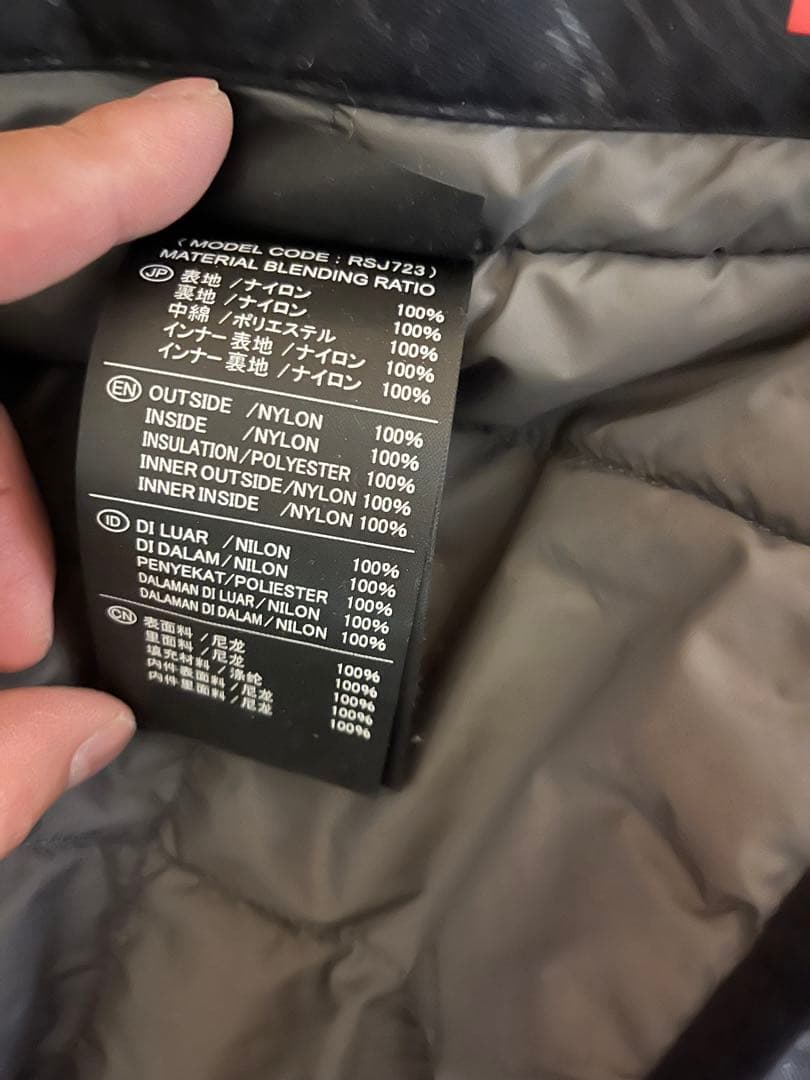 ( MODEL CODE : RSJ723 )
MATERIAL BLENDING RATIO
JP 表地 /ナイロン 100%
裏地 /ナイロン 100%
中綿 /ポリエステル 100%
インナー表地 /ナイロン 100%
インナー裏地 /ナイロン 100%
EN OUTSIDE /NYLON 100%
INSIDE /NYLON 100%
INSULATION/POLYESTER 100%
INNER OUTSIDE/NYLON 100%
INNER INSIDE /NYLON 100%
ID DI LUAR /NILON 100%
DI DALAM/NILON 100%
PENYEKAT/POLIESTER 100%
DALAMAN DI LUAR/NILON 100%
DALAMAN DI DALAM/NILON 100%
CN 表面料 /尼龙 100%
里面料 /尼龙 100%
填充材料 /涤纶 100%
内件表面料/尼龙 100%
内件里面料/尼龙 100%